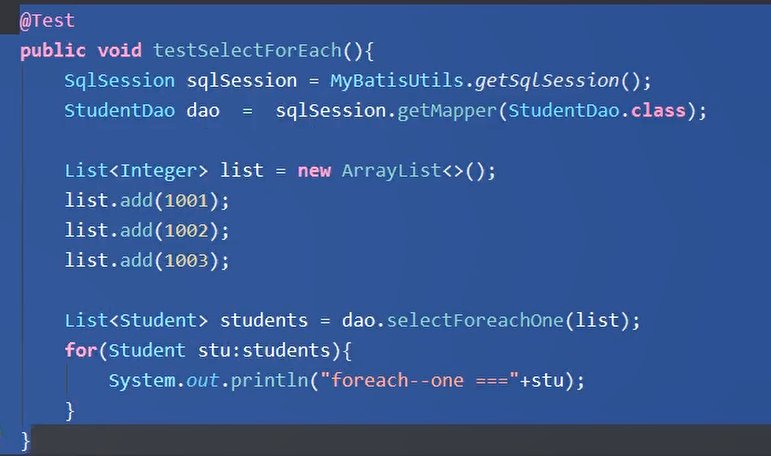 @Test
public void testSelectForEach(){
    SqlSession sqlSession = MyBatisUtils.getSqlSession();
    StudentDao dao  =  sqlSession.getMapper(StudentDao.class);

    List<Integer> list = new ArrayList<>();
    list.add(1001);
    list.add(1002);
    list.add(1003);

    List<Student> students = dao.selectForeachOne(list);
    for(Student stu:students){
        System.out.println("foreach--one ==="+stu);
    }
}